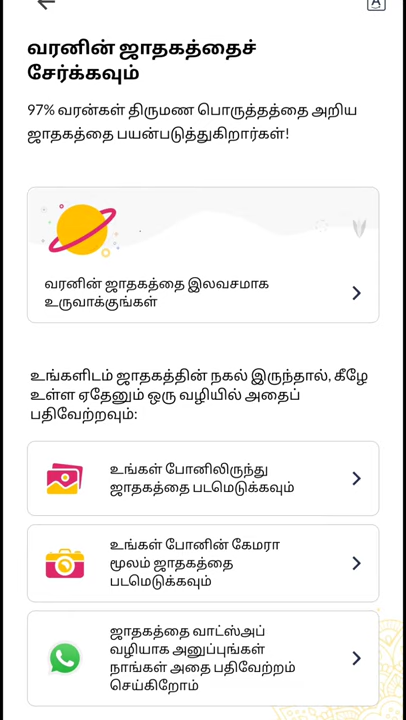 வரனின் ஜாதகத்தைச்
சேர்க்கவும்
97% வரன்கள் திருமண பொருத்தத்தை அறிய
ஜாதகத்தை பயன்படுத்துகிறார்கள்!
வரனின் ஜாதகத்தை இலவசமாக
உருவாக்குங்கள்
உங்களிடம் ஜாதகத்தின் நகல் இருந்தால், கீழே
உள்ள ஏதேனும் ஒரு வழியில் அதைப்
பதிவேற்றவும்:
உங்கள் போனிலிருந்து
ஜாதகத்தை படமெடுக்கவும்
உங்கள் போனின் கேமரா
மூலம் ஜாதகத்தை
படமெடுக்கவும்
ஜாதகத்தை வாட்ஸ்அப்
வழியாக அனுப்புங்கள்
நாங்கள் அதை பதிவேற்றம்
செய்கிறோம்